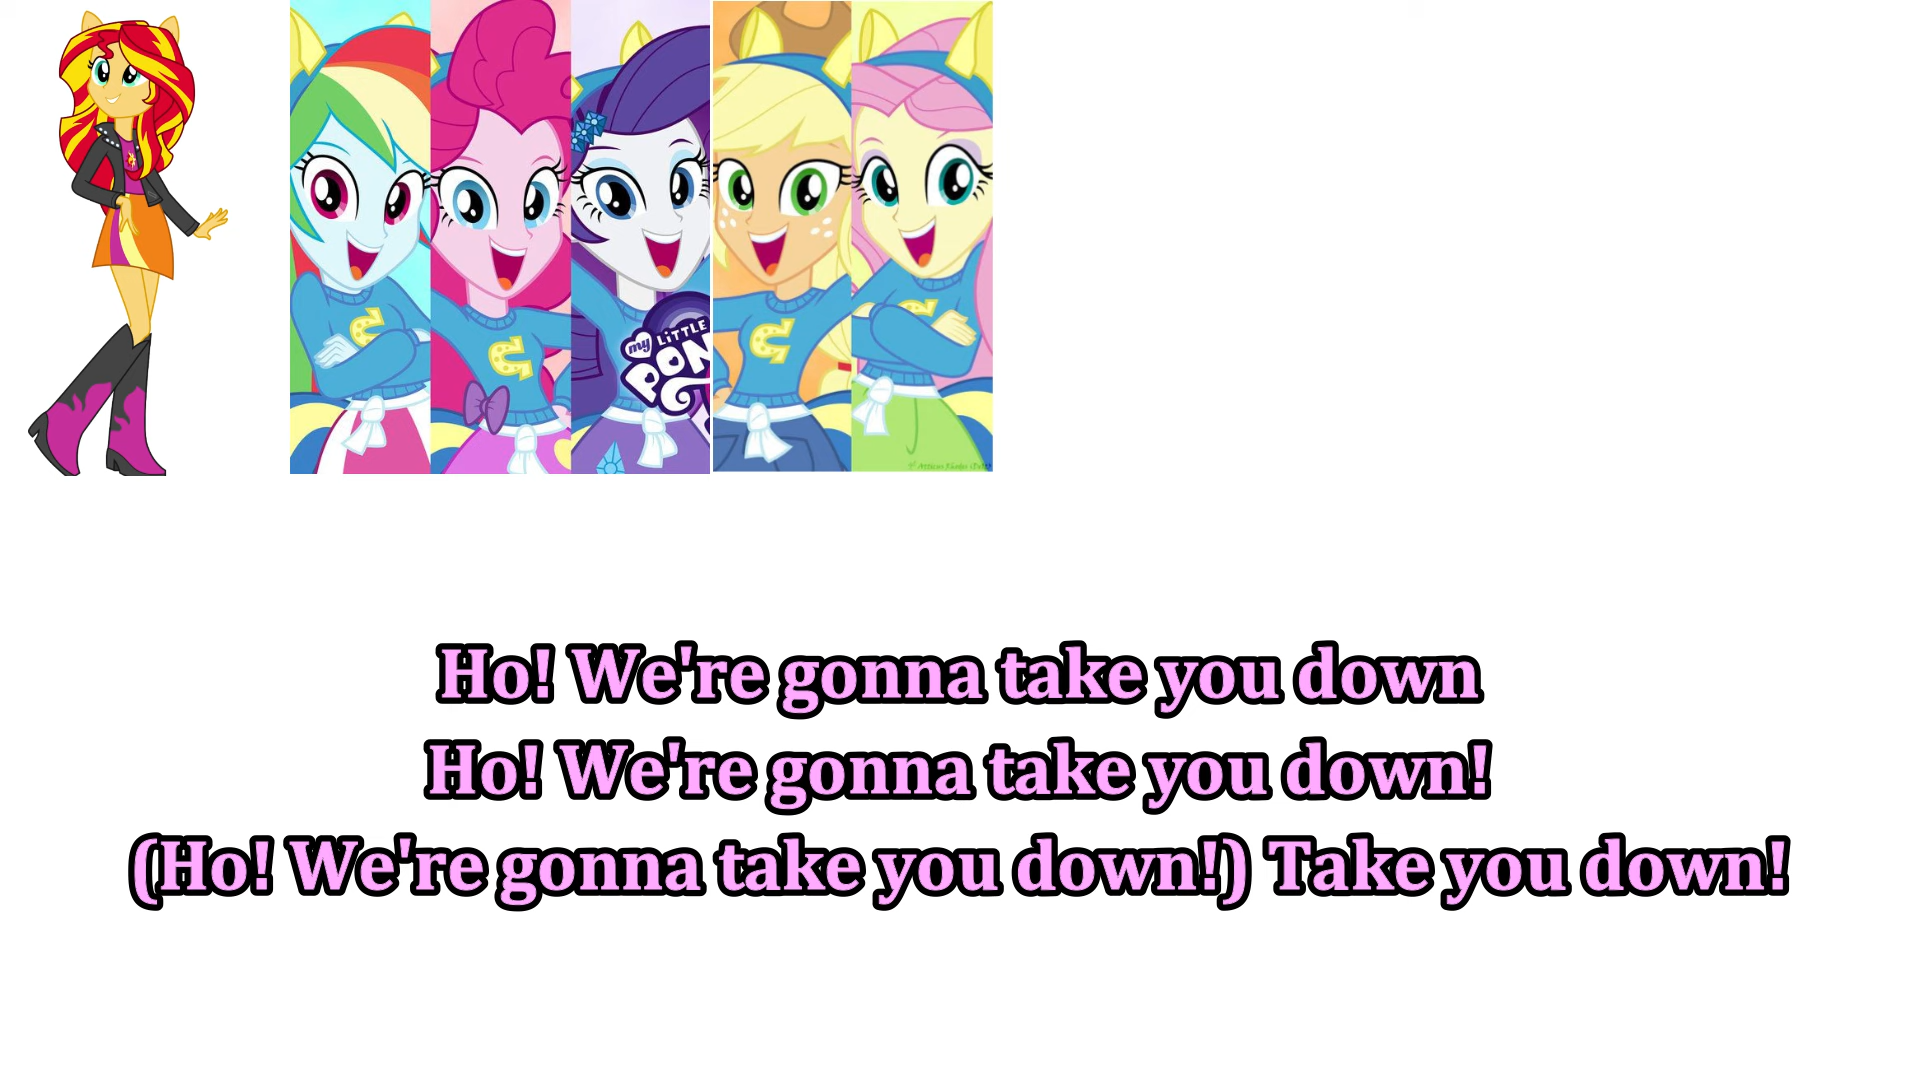 my LiTTLE
PON
Ho! We're gonna take you down
Ho! We're gonna take you down!
(Ho! We're gonna take you down!) Take you down!